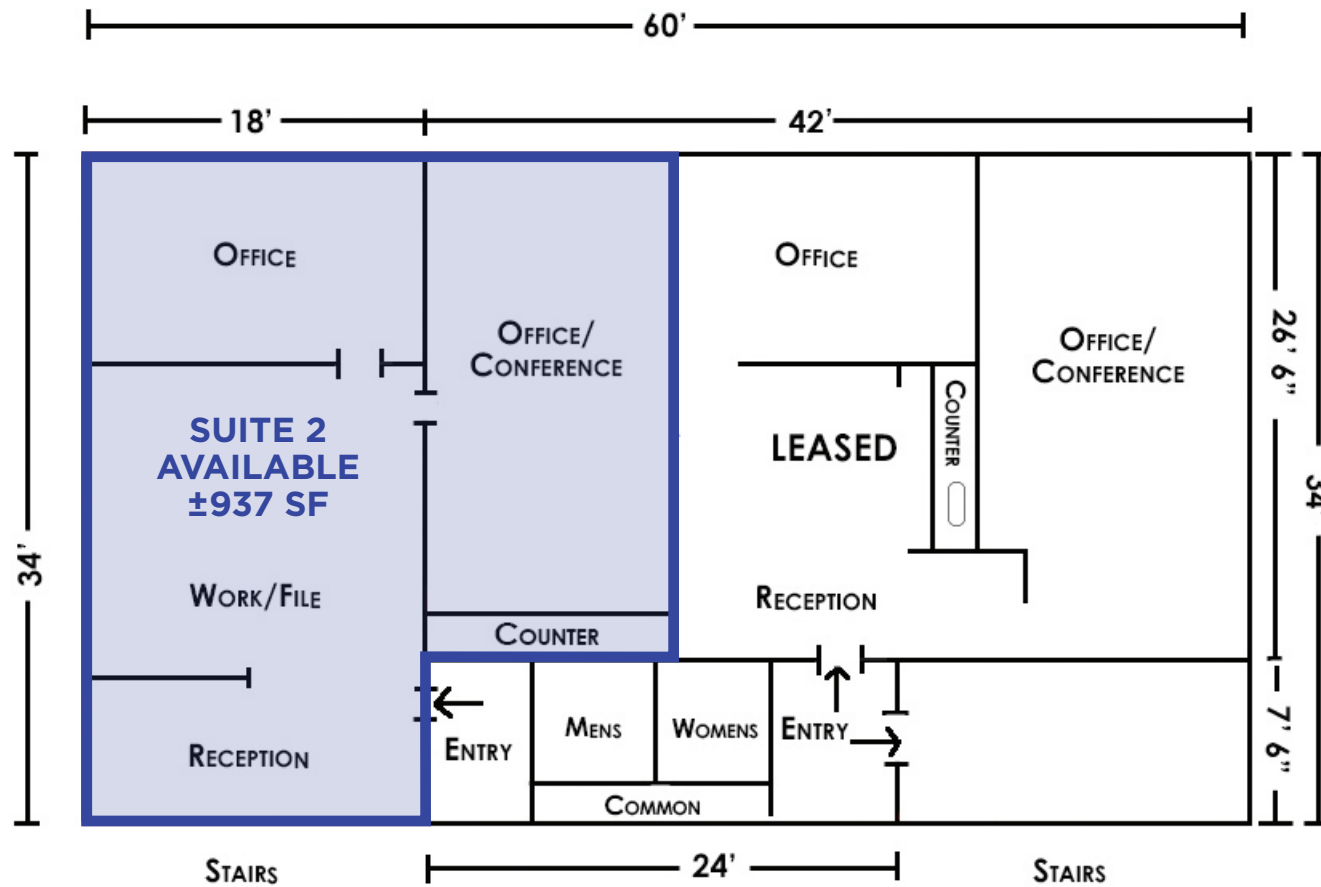 60'
18'
42'
OFFICE
OFFICE
OFFICE/
CONFERENCE
OFFICE/
CONFERENCE
26' 6"
COUNTER
SUITE 2
AVAILABLE
±937 SF
LEASED
34'
34'
WORK/FILE
RECEPTION
COUNTER
MENS
WOMENS
ENTRY
ENTRY
7' 6"
RECEPTION
COMMON
STAIRS
24'
STAIRS